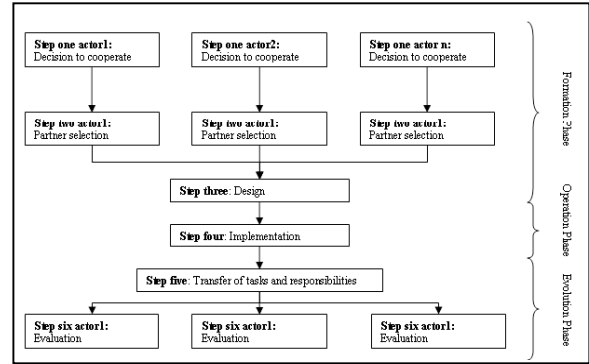 Step one actor1:
Decision to cooperate
Step one actor2:
Decision to cooperate
Step one actor n:
Decision to cooperate
Step two actor1:
Partner selection
Step two actor1:
Partner selection
Step two actor1:
Partner selection
Step three: Design
Step four: Implementation
Step five: Transfer of tasks and responsibilities
Step six actor1:
Evaluation
Step six actor1:
Evaluation
Step six actor1:
Evaluation
Formation Phase
Operation Phase
Evolution Phase